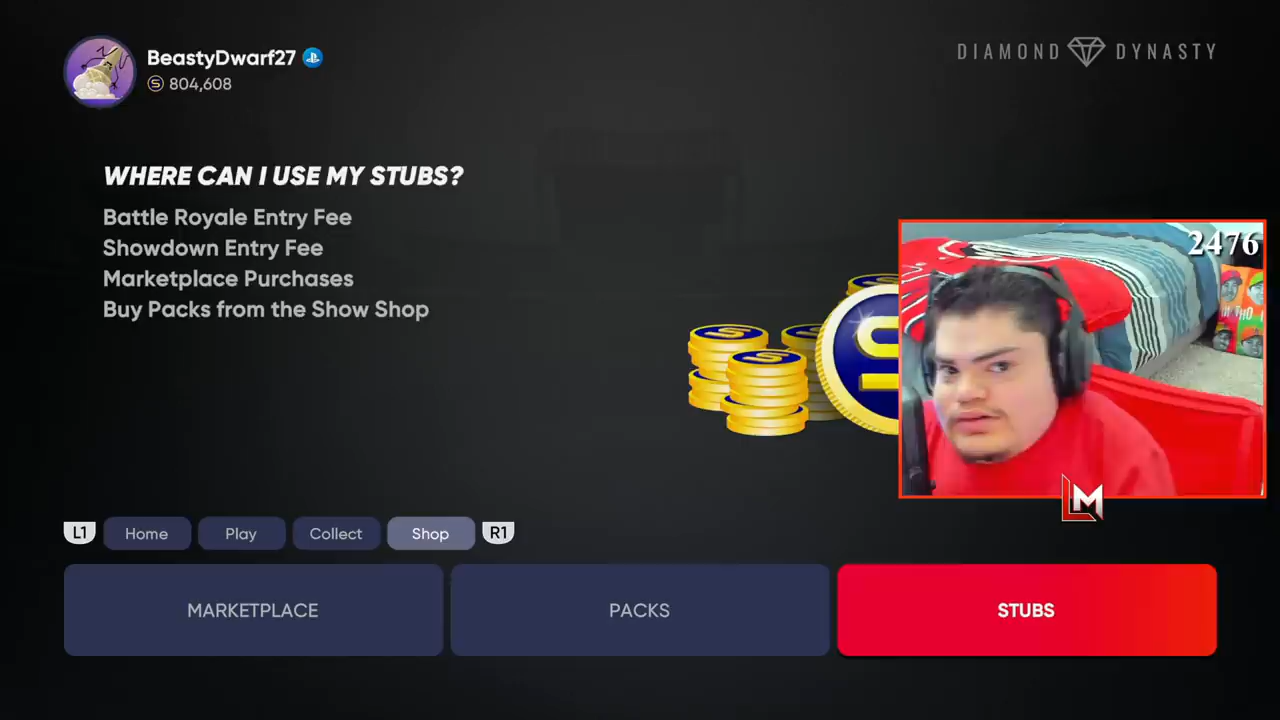 BeastyDwarf27
804,608
DIAMOND DYNASTY
WHERE CAN I USE MY STUBS?
Battle Royale Entry Fee
Showdown Entry Fee
Marketplace Purchases
Buy Packs from the Show Shop
2476
LM
L1 Home Play Collect Shop R1
MARKETPLACE PACKS STUBS